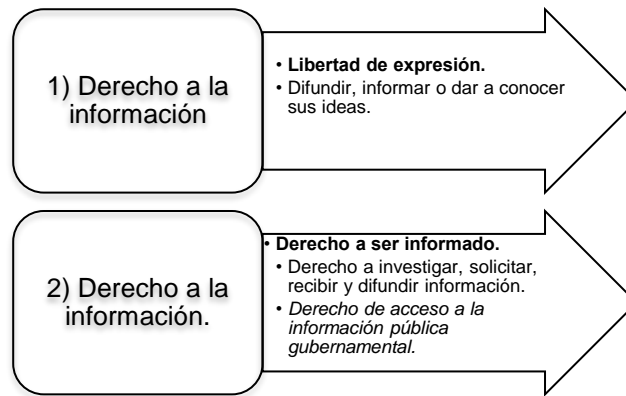 1) Derecho a la
información
• Libertad de expresión.
• Difundir, informar o dar a conocer
sus ideas.
2) Derecho a la
información.
• Derecho a ser informado.
• Derecho a investigar, solicitar,
recibir y difundir información.
• Derecho de acceso a la
información pública
gubernamental.